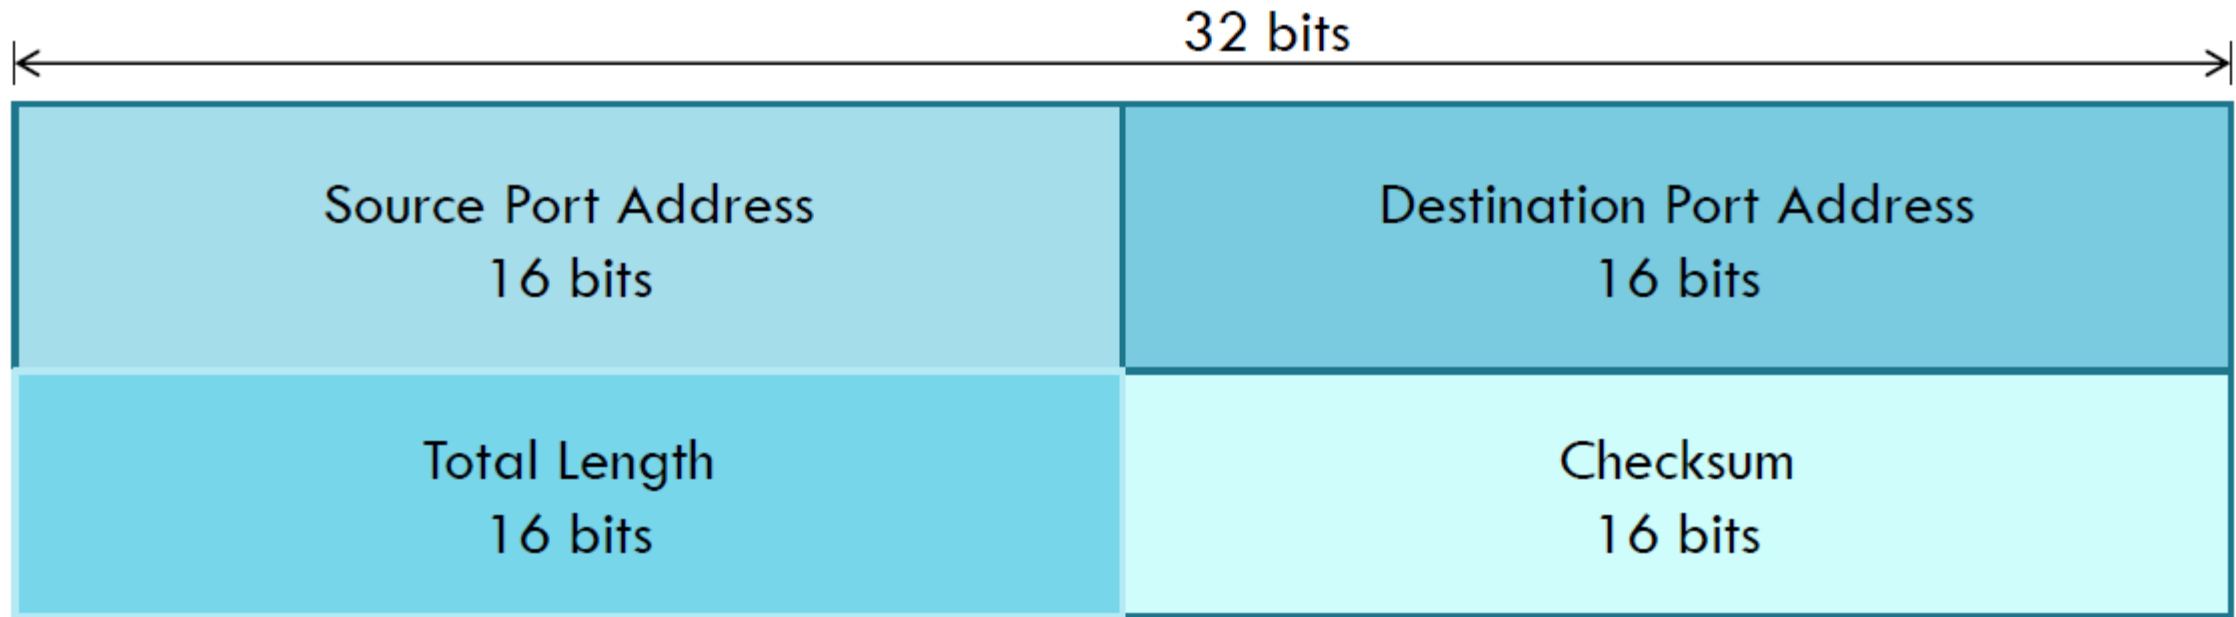 32 bits
Source Port Address
16 bits
Destination Port Address
16 bits
Total Length
16 bits
Checksum
16 bits